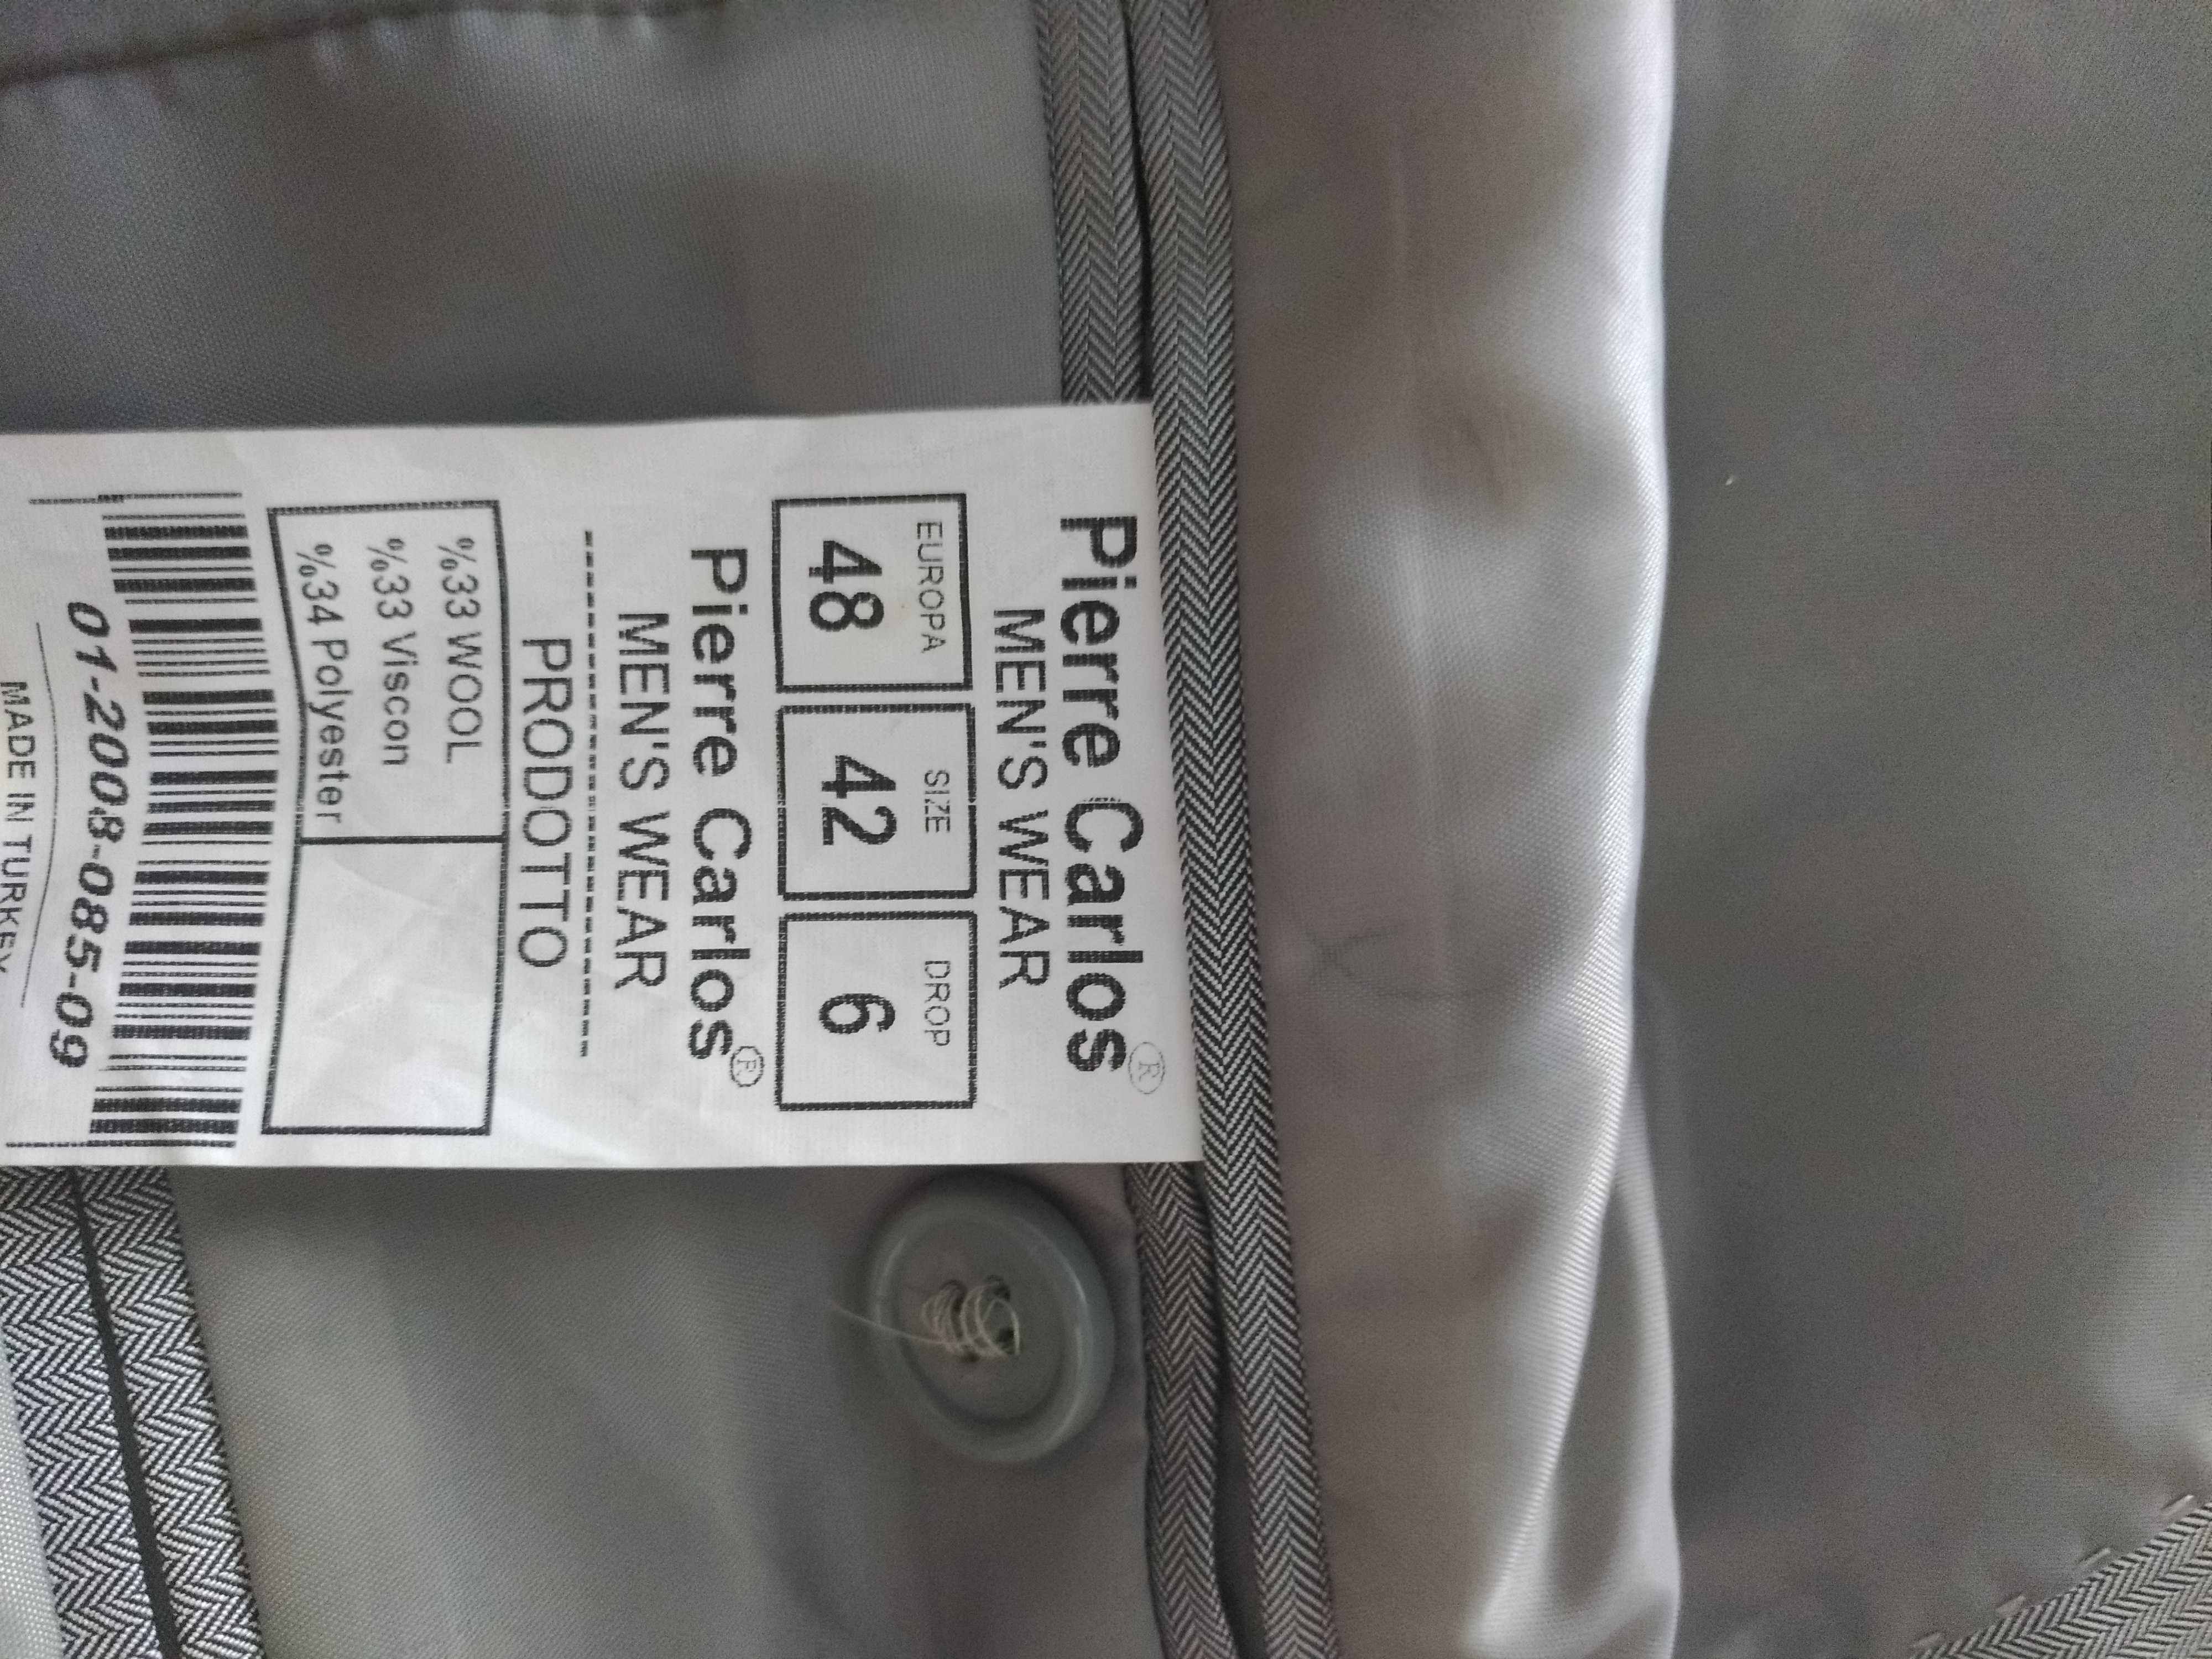 Pierre Carlos®
MEN'S WEAR
EUROPA SIZE DROP
48 42 6
Pierre Carlos®
MEN'S WEAR
PRODOTTO
%33 WOOL
%33 Viscon
%34 Polyester
01-2008-085-09
MADE IN TURKEY